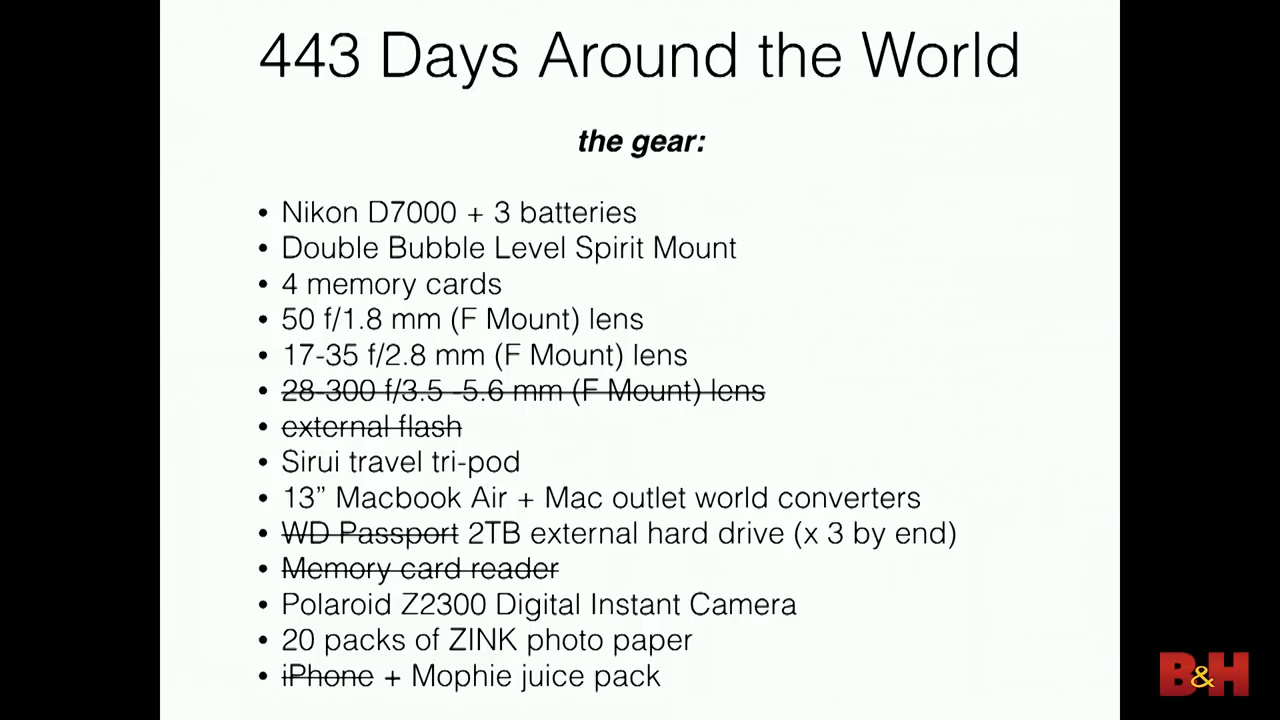 443 Days Around the World
the gear:
• Nikon D7000 + 3 batteries
• Double Bubble Level Spirit Mount
• 4 memory cards
• 50 f/1.8 mm (F Mount) lens
• 17-35 f/2.8 mm (F Mount) lens
• 28-300 f/3.5 -5.6 mm (F Mount) lens
• external flash
• Sirui travel tri-pod
• 13” Macbook Air + Mac outlet world converters
• WD Passport 2TB external hard drive (x 3 by end)
• Memory card reader
• Polaroid Z2300 Digital Instant Camera
• 20 packs of ZINK photo paper
• iPhone + Mophie juice pack
B&H